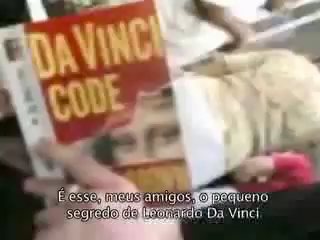 DA VINCI
CODE
É esse, meus amigos, o pequeno
segredo de Leonardo Da Vinci.